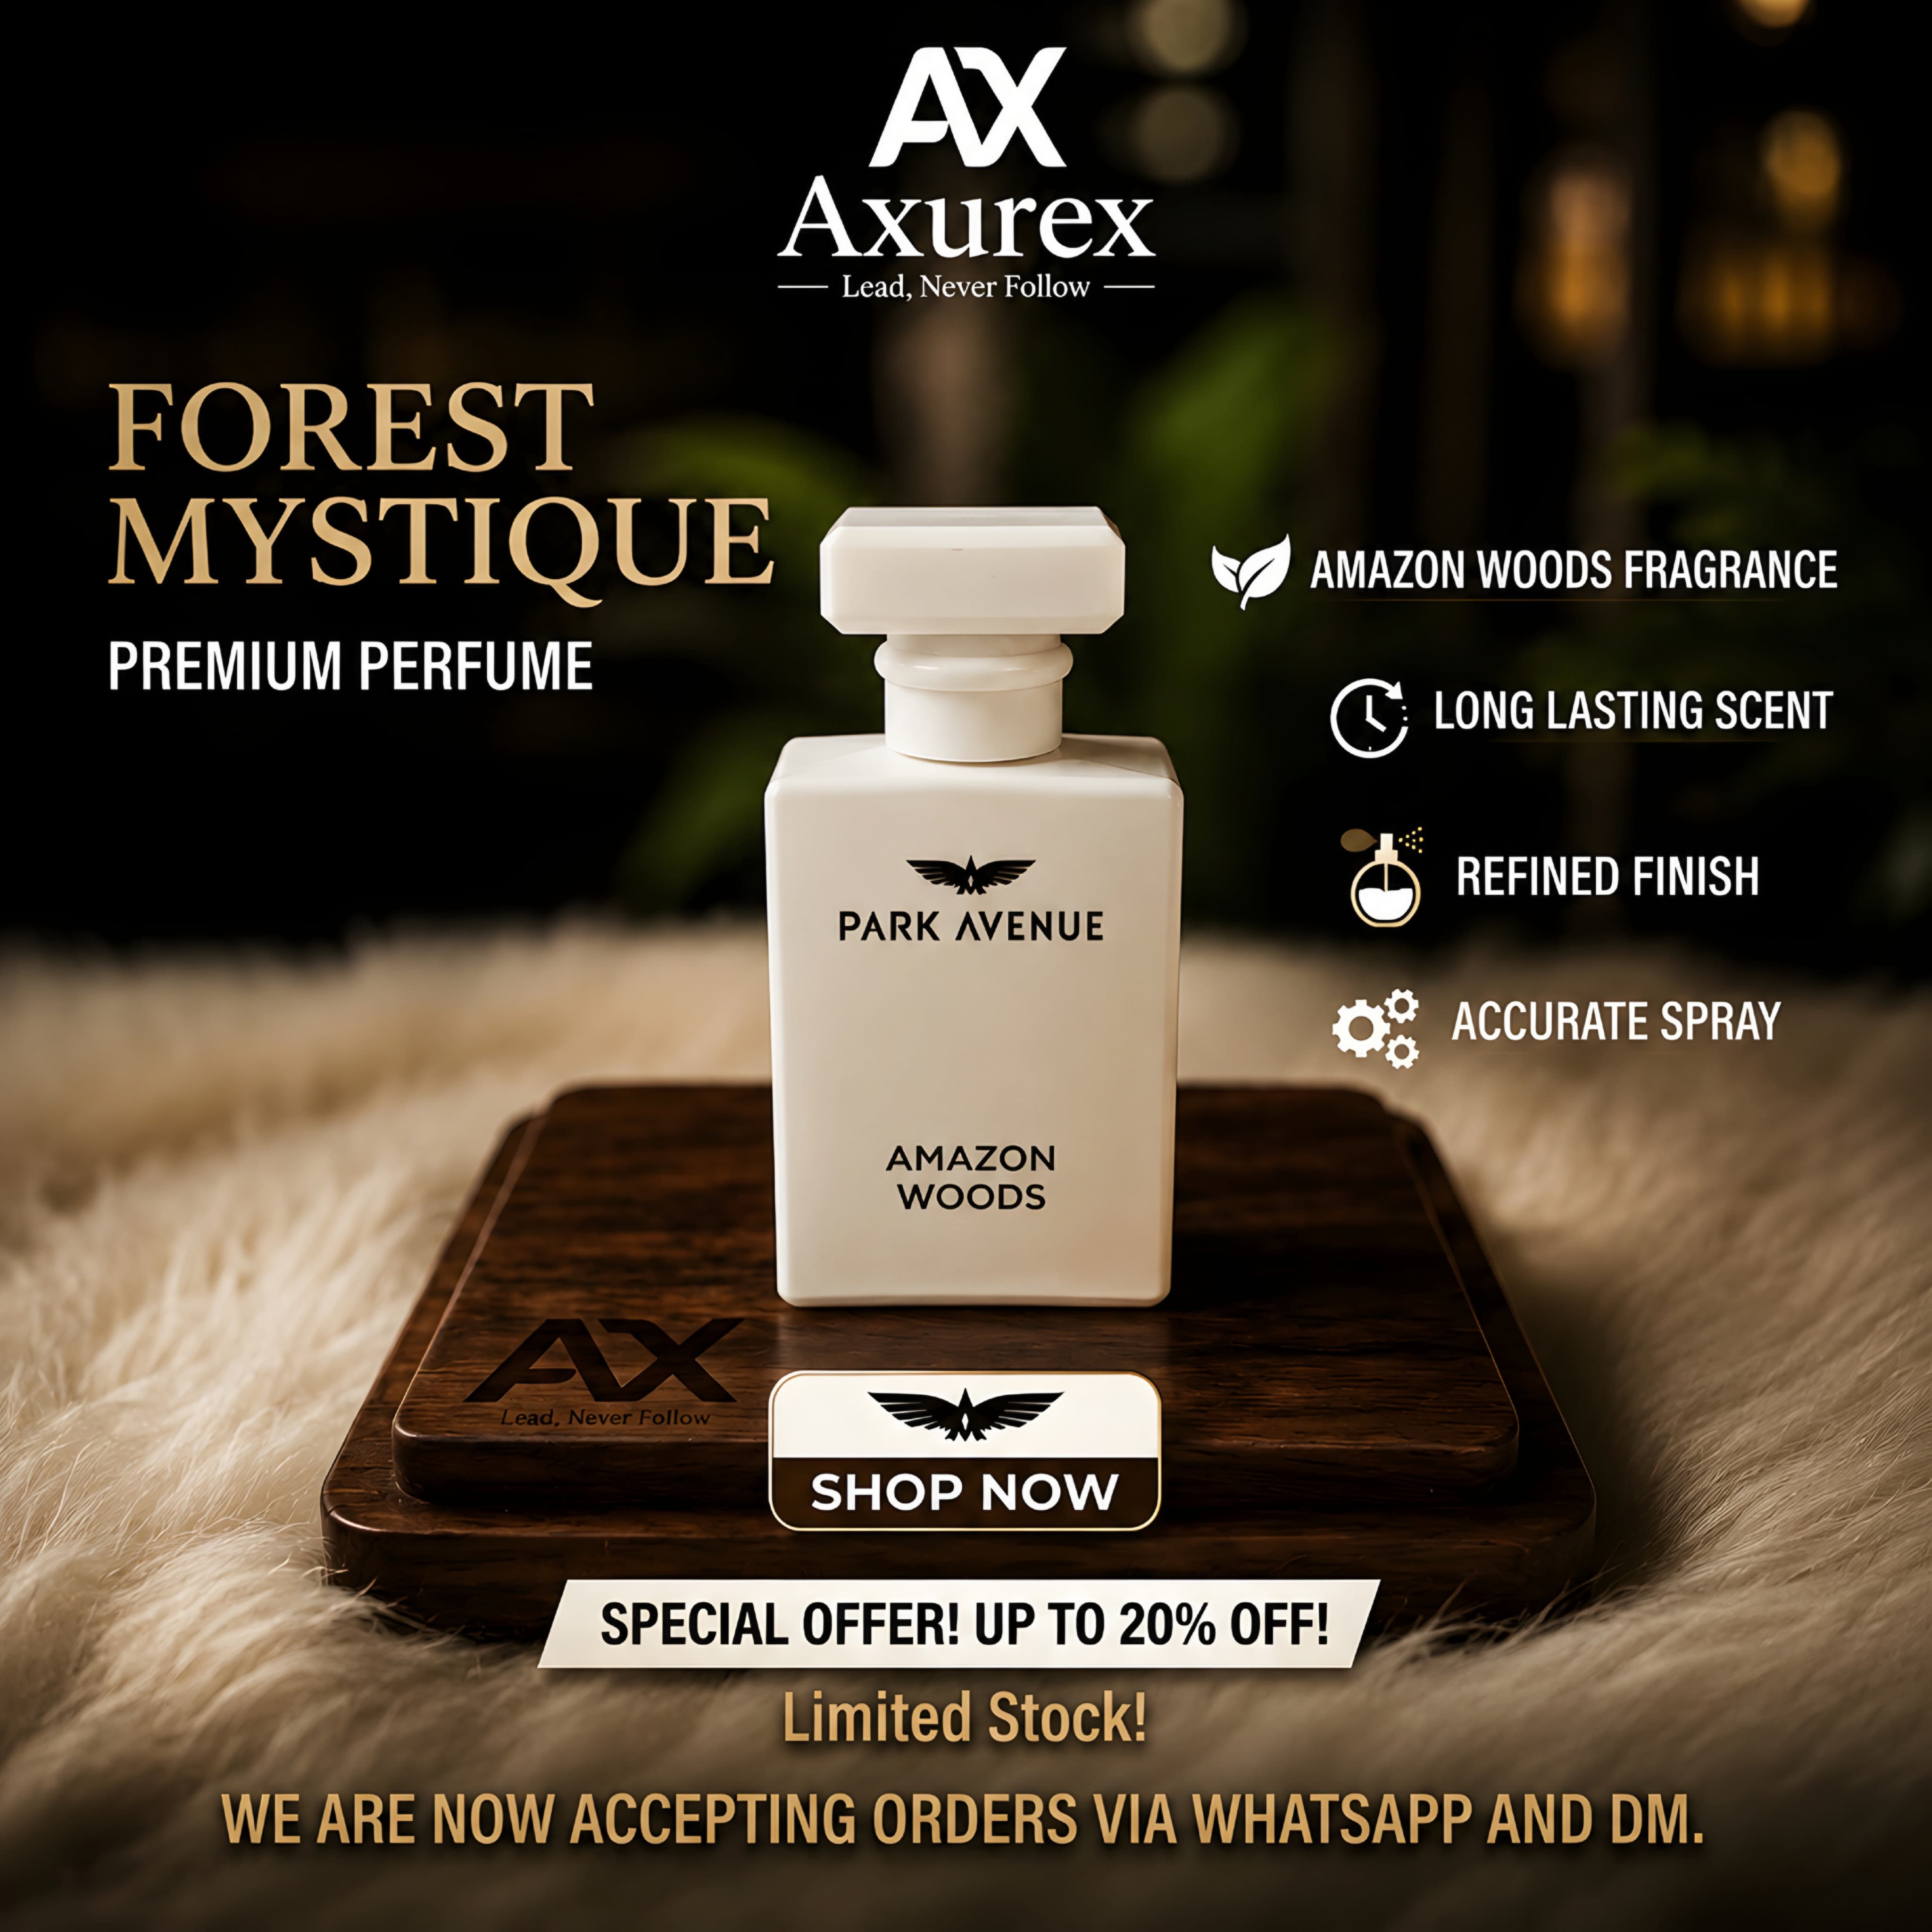 AX
Axurex
Lead, Never Follow
FOREST
MYSTIQUE
PREMIUM PERFUME
AMAZON WOODS FRAGRANCE
LONG LASTING SCENT
REFINED FINISH
ACCURATE SPRAY
PARK AVENUE
AMAZON
WOODS
AX
Lead, Never Follow
SHOP NOW
SPECIAL OFFER! UP TO 20% OFF!
Limited Stock!
WE ARE NOW ACCEPTING ORDERS VIA WHATSAPP AND DM.